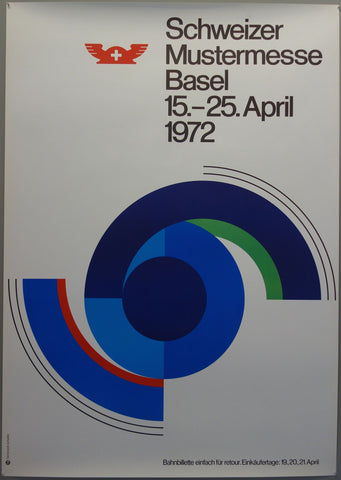 Schweizer
Mustermesse
Basel
15.–25. April
1972
Bahnbillette einfach für retour. Einkäufertage: 19., 20., 21. April